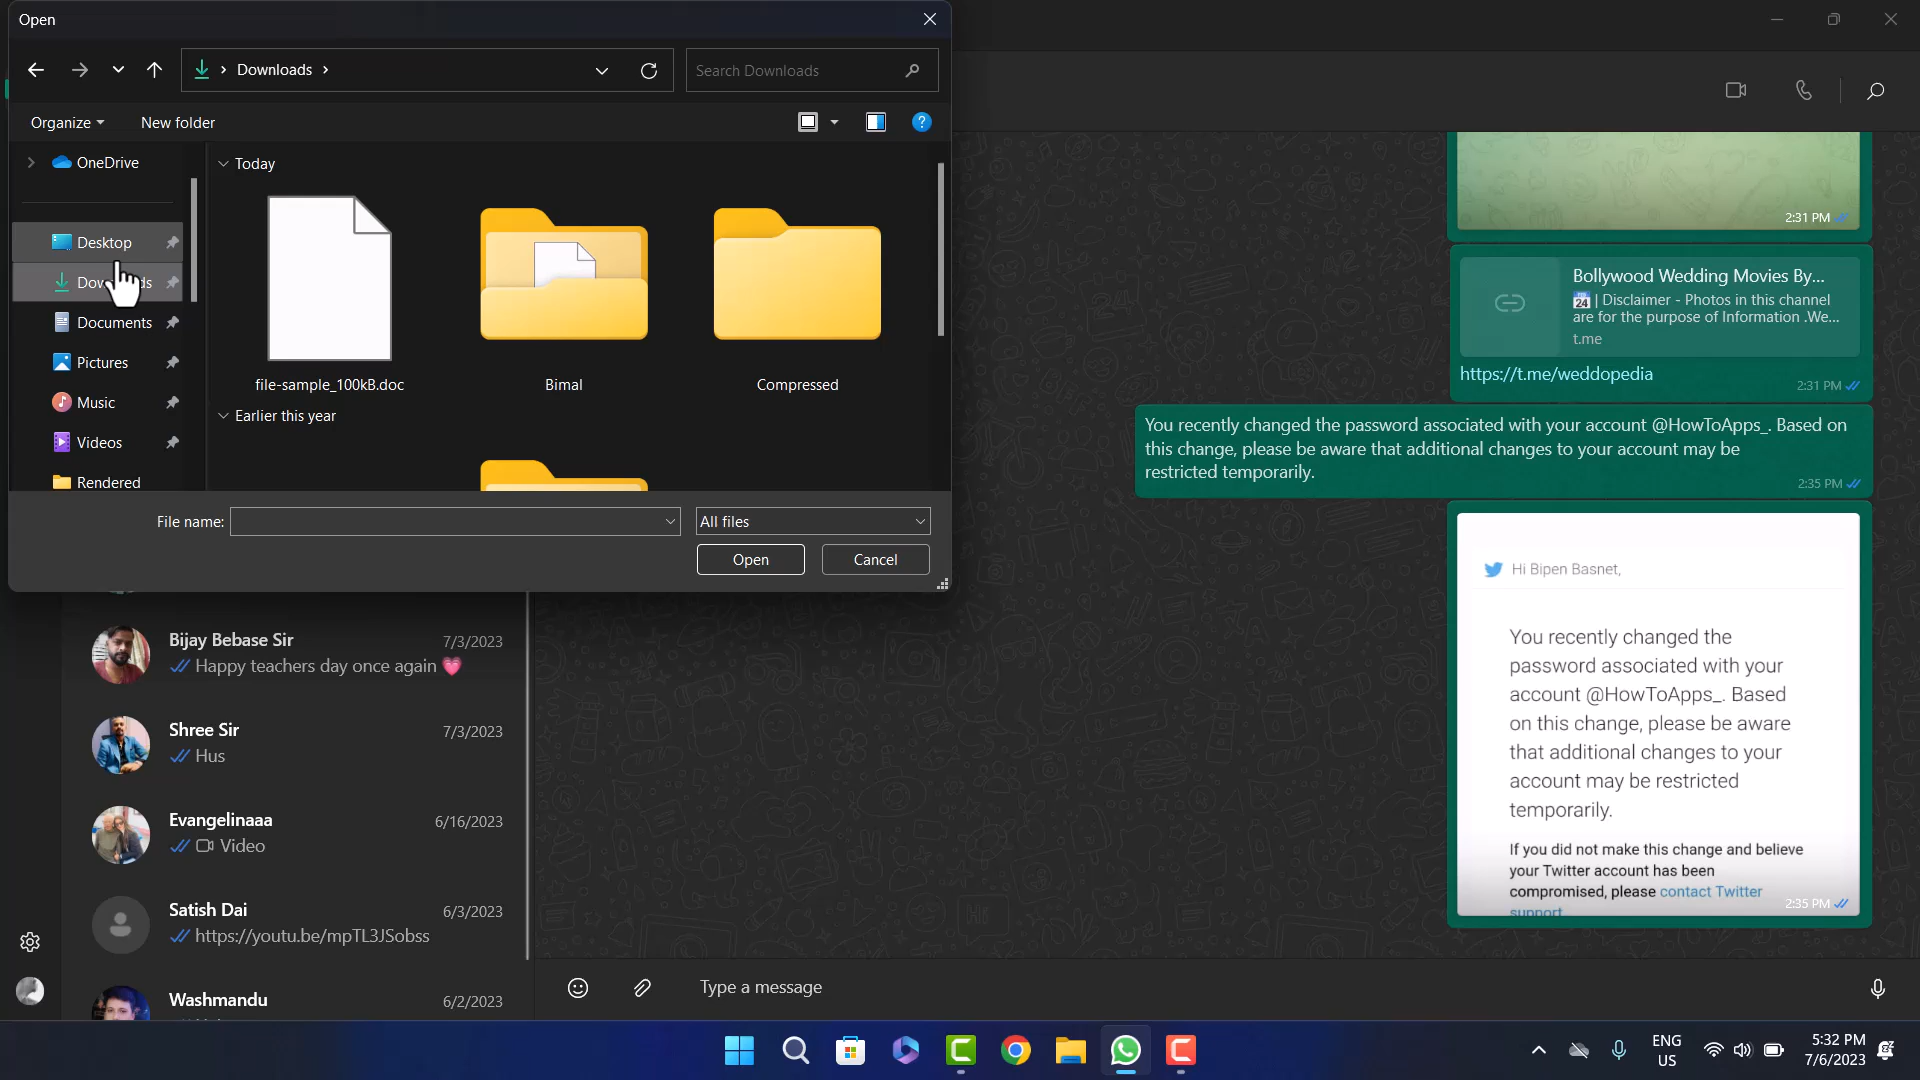 Open
Downloads
Search Downloads
Organize
New folder
OneDrive
Desktop
Documents
Pictures
Music
Videos
Rendered
Today
file-sample_100kB.doc
Bimal
Compressed
Earlier this year
File name:
All files
Open
Cancel
Bijay Bebase Sir
7/3/2023
Happy teachers day once again 💗
Shree Sir
7/3/2023
Hus
Evangelinaaa
6/16/2023
Video
Satish Dai
6/3/2023
https://youtu.be/mpTL3JSobss
Washmandu
6/2/2023
2:31 PM
Bollywood Wedding Movies By...
📅 | Disclaimer - Photos in this channel
are for the purpose of Information .We...
t.me
https://t.me/weddopedia
2:31 PM
You recently changed the password associated with your account @HowToApps_. Based on
this change, please be aware that additional changes to your account may be
restricted temporarily.
2:35 PM
Hi Bipen Basnet,
You recently changed the
password associated with your
account @HowToApps_. Based
on this change, please be aware
that additional changes to your
account may be restricted
temporarily.
If you did not make this change and believe
your Twitter account has been
compromised, please contact Twitter
support
2:35 PM
Type a message
ENG
US
5:32 PM
7/6/2023